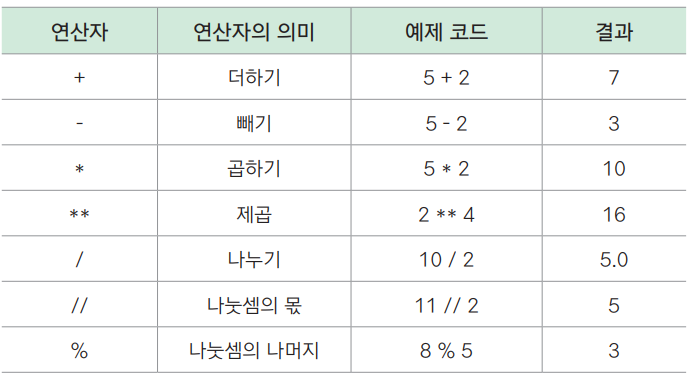 연산자 연산자의 의미 예제 코드 결과
+ 더하기 5 + 2 7
- 빼기 5 - 2 3
* 곱하기 5 * 2 10
** 제곱 2 ** 4 16
/ 나누기 10 / 2 5.0
// 나눗셈의 몫 11 // 2 5
% 나눗셈의 나머지 8 % 5 3